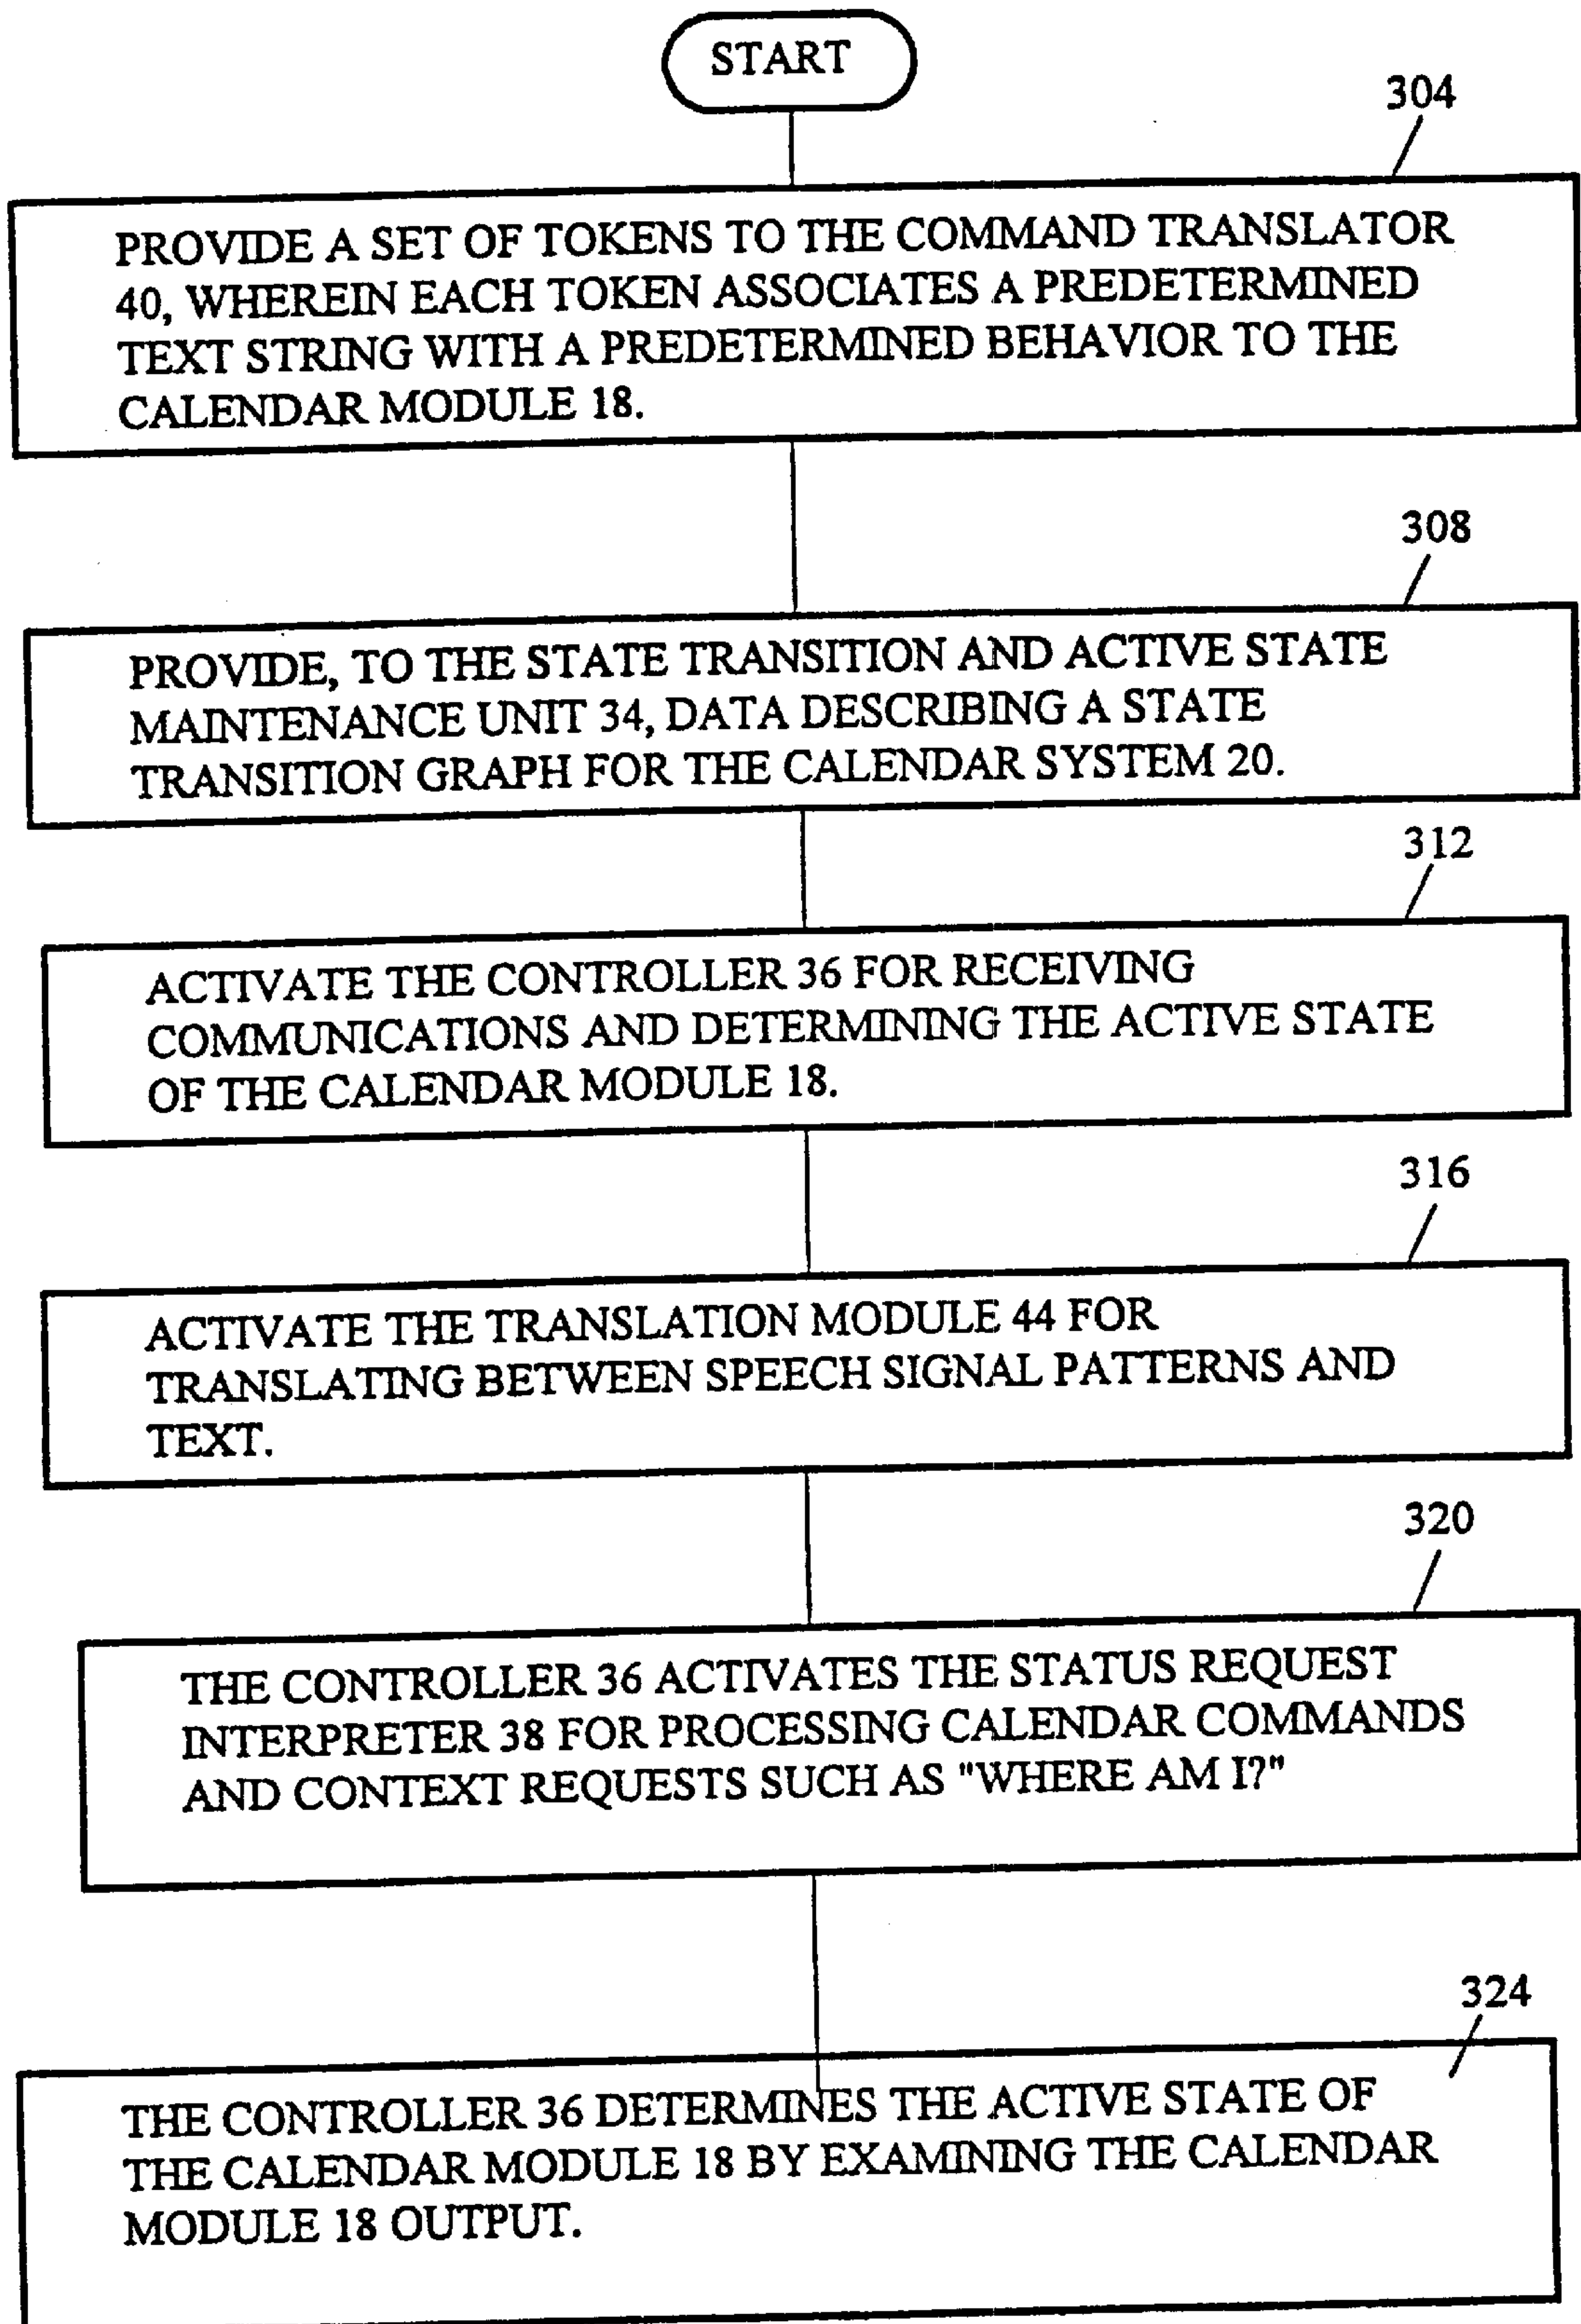 START
304
PROVIDE A SET OF TOKENS TO THE COMMAND TRANSLATOR
40, WHEREIN EACH TOKEN ASSOCIATES A PREDETERMINED
TEXT STRING WITH A PREDETERMINED BEHAVIOR TO THE
CALENDAR MODULE 18.
308
PROVIDE, TO THE STATE TRANSITION AND ACTIVE STATE
MAINTENANCE UNIT 34, DATA DESCRIBING A STATE
TRANSITION GRAPH FOR THE CALENDAR SYSTEM 20.
312
ACTIVATE THE CONTROLLER 36 FOR RECEIVING
COMMUNICATIONS AND DETERMINING THE ACTIVE STATE
OF THE CALENDAR MODULE 18.
316
ACTIVATE THE TRANSLATION MODULE 44 FOR
TRANSLATING BETWEEN SPEECH SIGNAL PATTERNS AND
TEXT.
320
THE CONTROLLER 36 ACTIVATES THE STATUS REQUEST
INTERPRETER 38 FOR PROCESSING CALENDAR COMMANDS
AND CONTEXT REQUESTS SUCH AS "WHERE AM I?"
324
THE CONTROLLER 36 DETERMINES THE ACTIVE STATE OF
THE CALENDAR MODULE 18 BY EXAMINING THE CALENDAR
MODULE 18 OUTPUT.